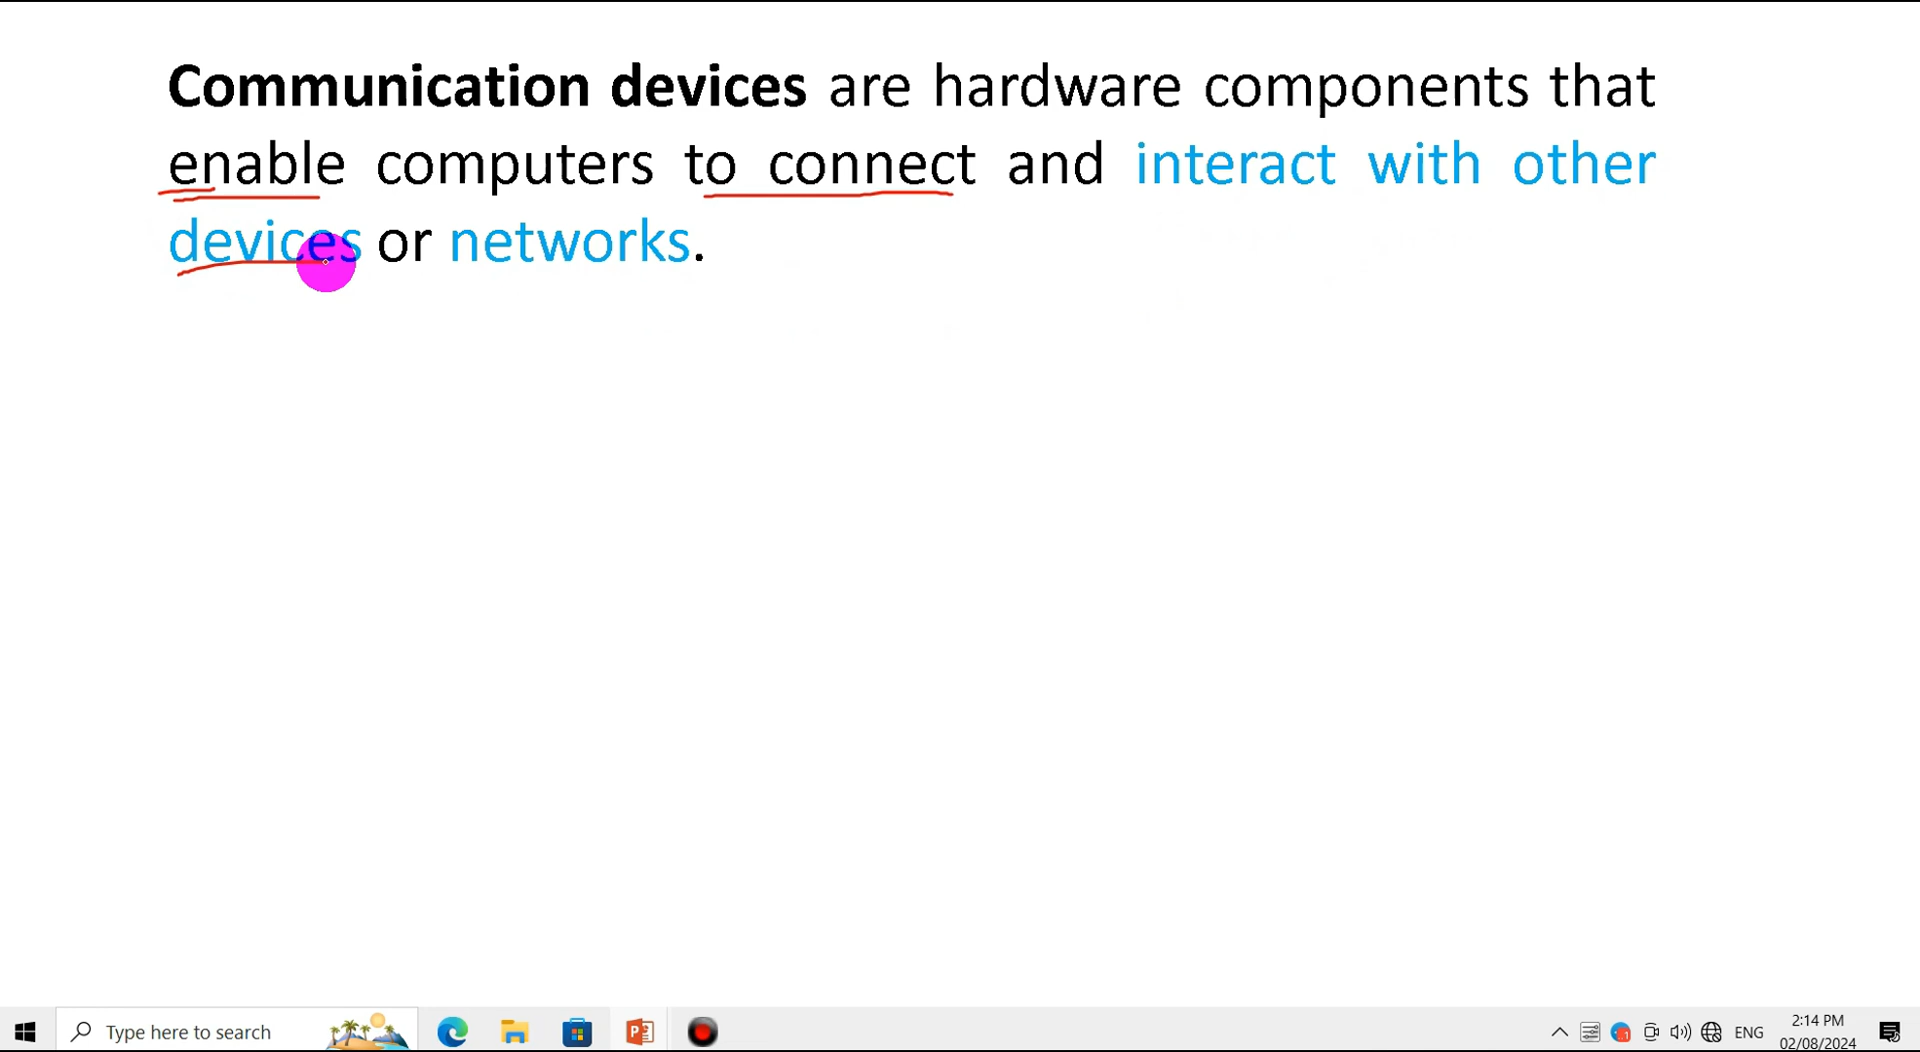 Communication devices are hardware components that
enable computers to connect and interact with other
devices or networks.
Type here to search
ENG
2:14 PM
02/08/2024